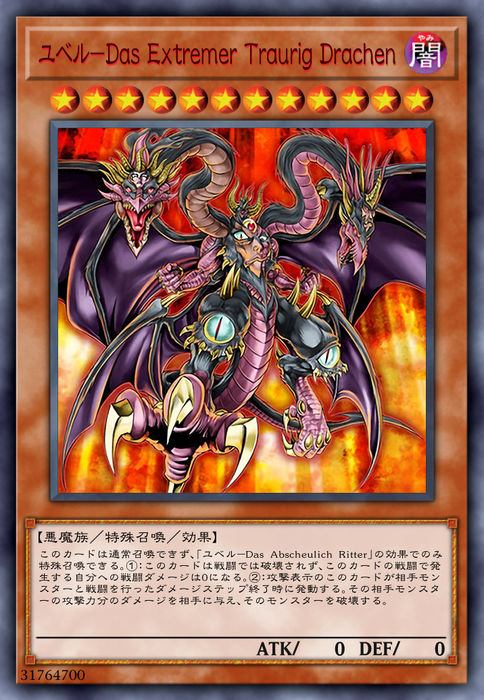 ユベルーDas Extremer Traurig Drachen
やみ
闇
【悪魔族/特殊召喚/効果】
このカードは通常召喚できず、「ユベルーDas Abscheulich Ritter」の効果でのみ
特殊召喚できる。①:このカードは戦闘では破壊されず、このカードの戦闘で発
生する自分への戦闘ダメージは0になる。②:攻撃表示のこのカードが相手モン
スターと戦闘を行ったダメージステップ終了時に発動する。その相手モンスター
の攻撃力分のダメージを相手に与え、そのモンスターを破壊する。
ATK/ 0 DEF/ 0
31764700